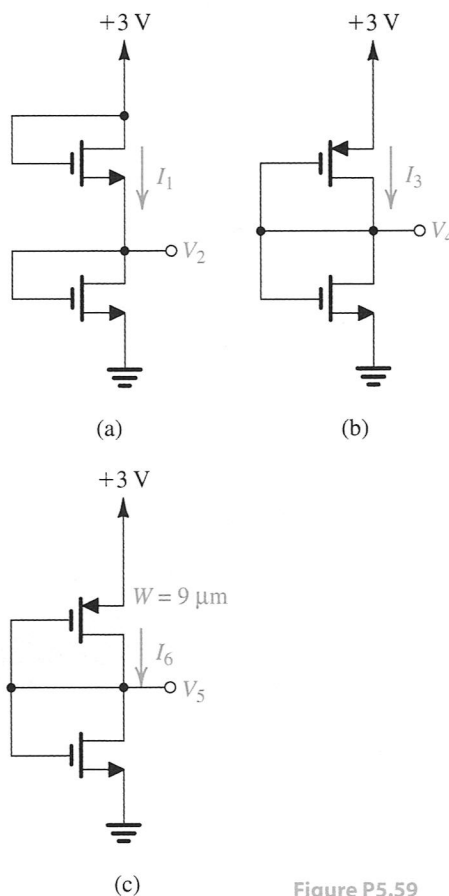 +3 V
+3 V
I1
I3
V2
V4
(a)
(b)
+3 V
W = 9 μm
I6
V5
(c)
Figure P5.59